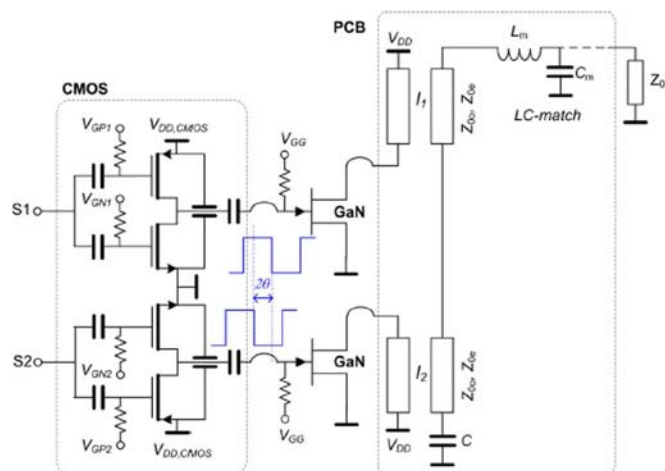 PCB
CMOS
V_DD
L_m
C_m
Z_0
LC-match
l_1
Z_0o, Z_0e
V_GP1
V_DD,CMOS
V_GG
V_GN1
S1
GaN
2θ
S2
GaN
V_GN2
V_GG
V_GP2
V_DD,CMOS
l_2
Z_0o, Z_0e
V_DD
C